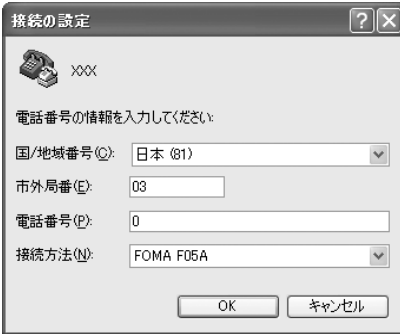 接続の設定
XXX
電話番号の情報を入力してください:
国/地域番号(C): 日本 (81)
市外局番(E): 03
電話番号(P): 0
接続方法(N): FOMA F05A
OK キャンセル